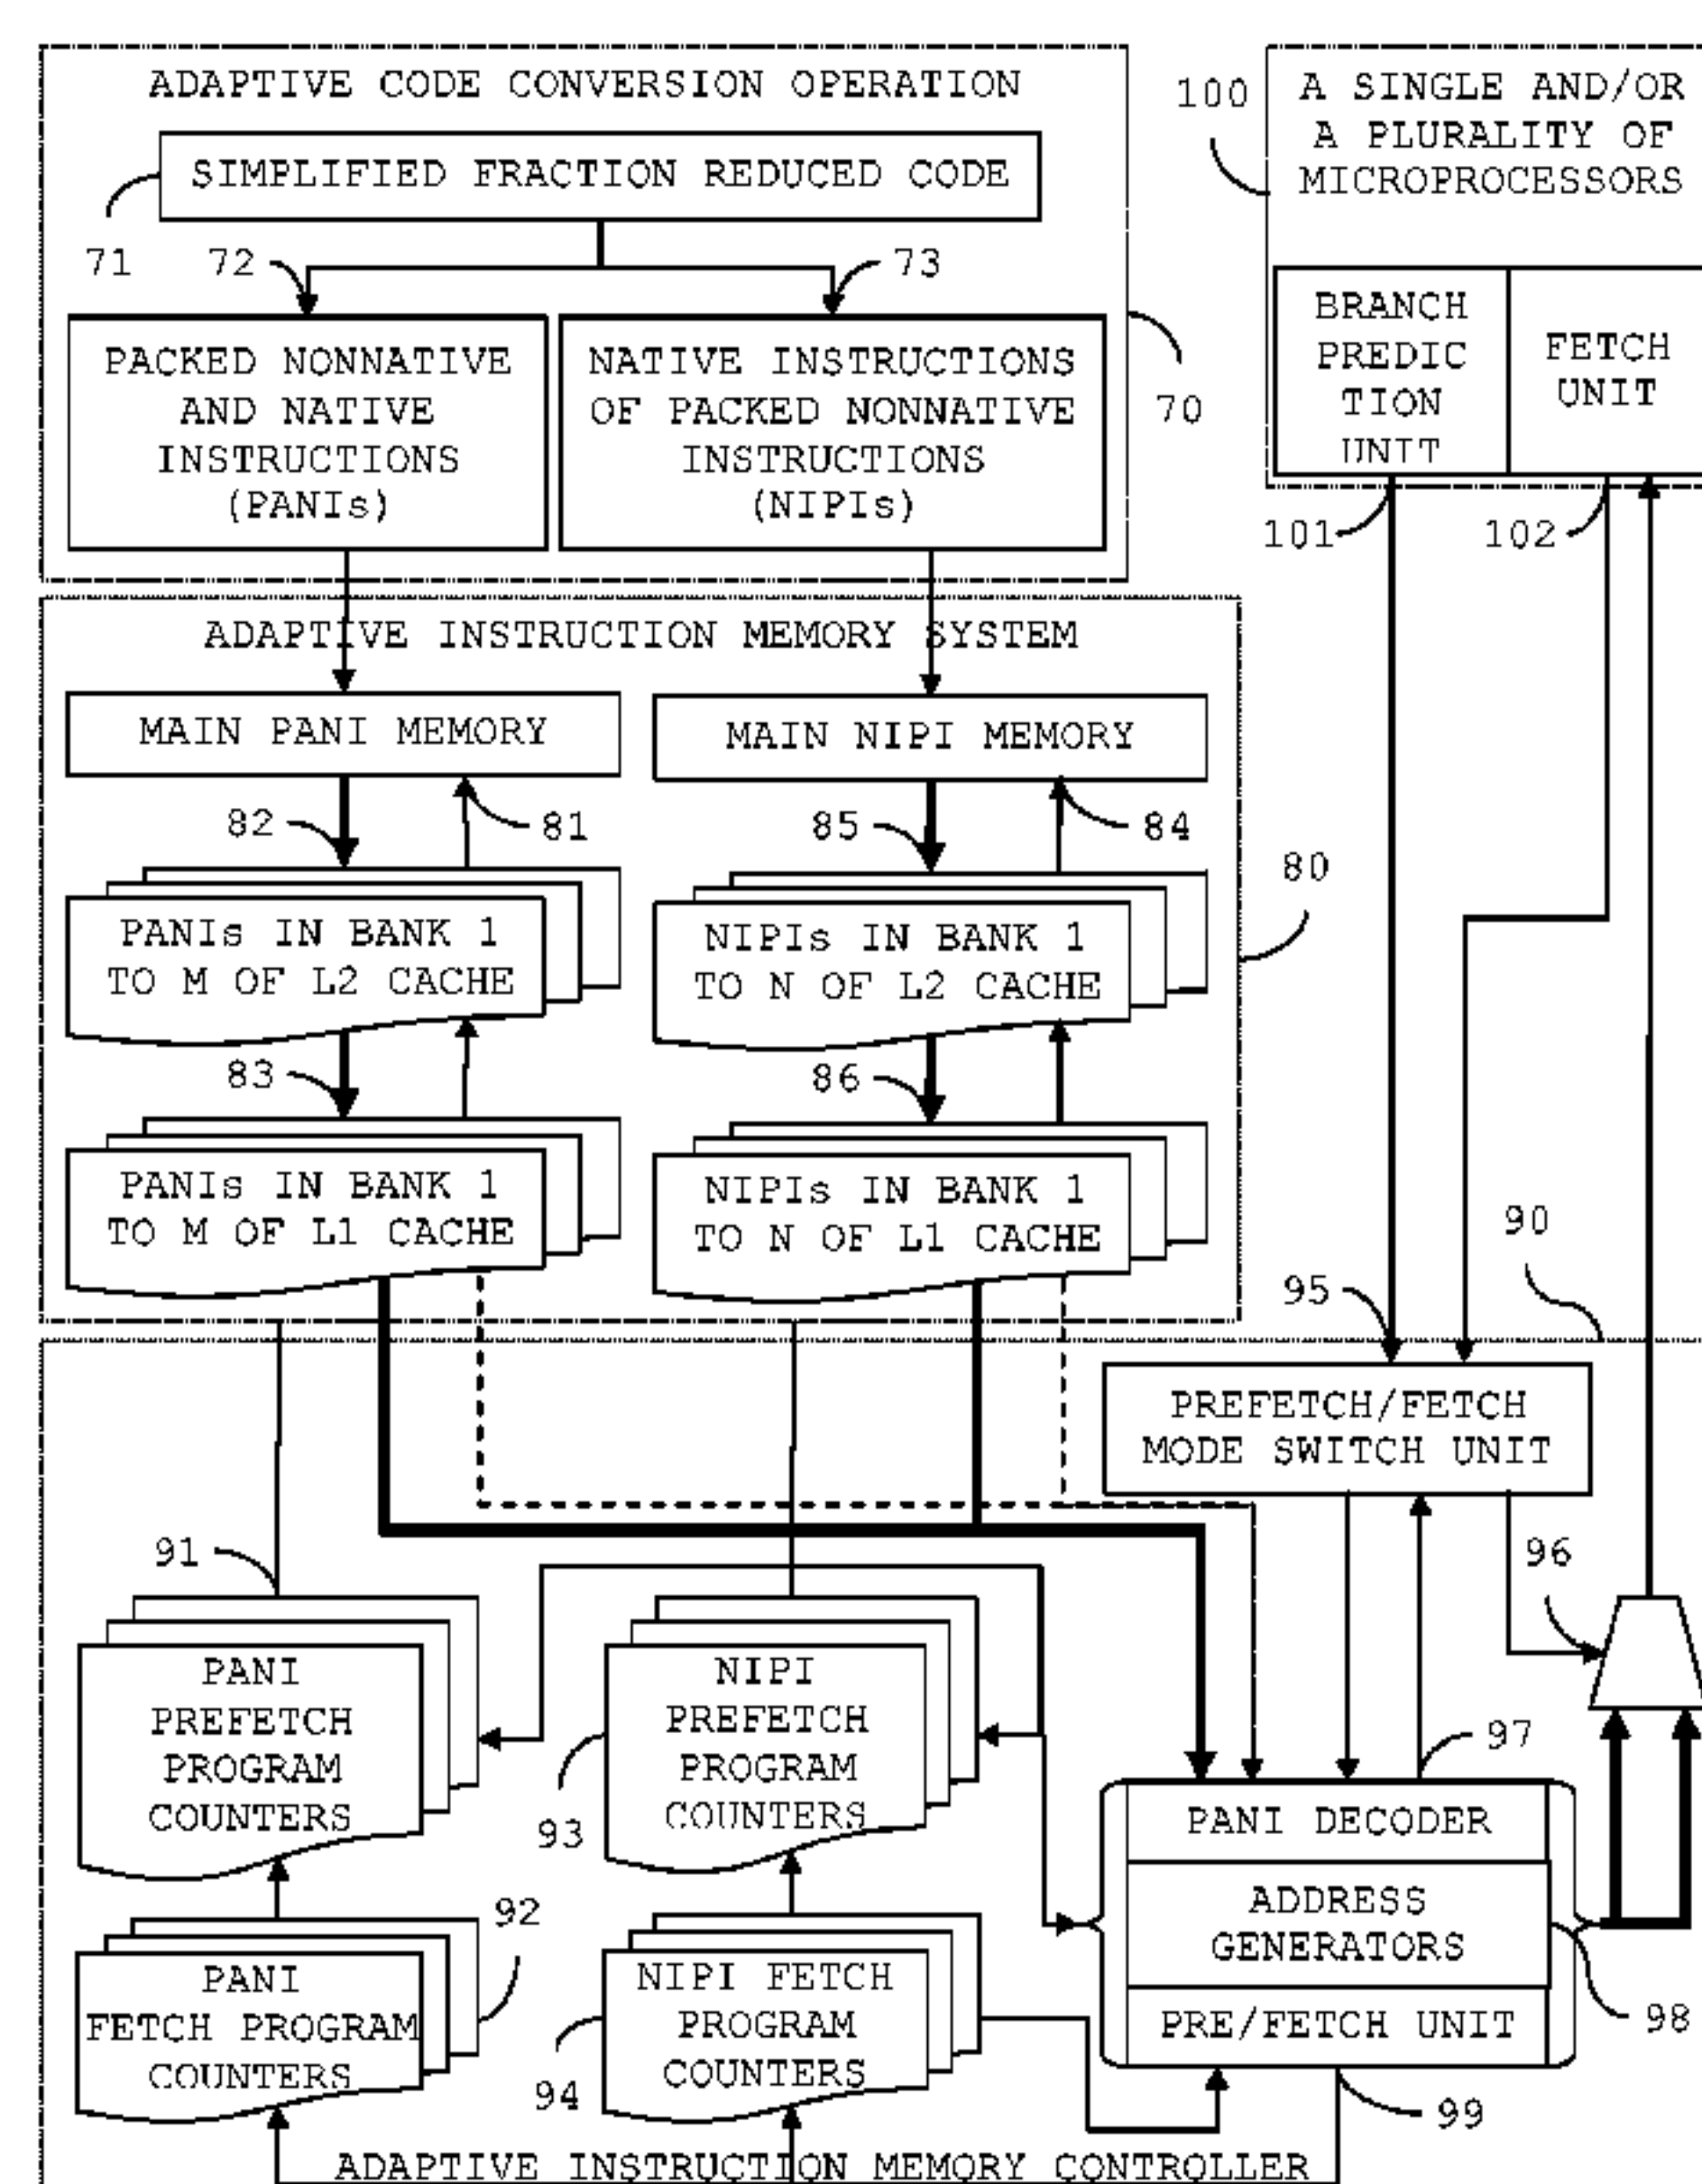 ADAPTIVE CODE CONVERSION OPERATION
SIMPLIFIED FRACTION REDUCED CODE
71
72
73
PACKED NONNATIVE
AND NATIVE
INSTRUCTIONS
(PANIs)
NATIVE INSTRUCTIONS
OF PACKED NONNATIVE
INSTRUCTIONS
(NIPIs)
70
100
A SINGLE AND/OR
A PLURALITY OF
MICROPROCESSORS
BRANCH
PREDIC
TION
UNIT
FETCH
UNIT
101
102
ADAPTIVE INSTRUCTION MEMORY SYSTEM
MAIN PANI MEMORY
MAIN NIPI MEMORY
82
81
85
84
80
PANIs IN BANK 1
TO M OF L2 CACHE
NIPIs IN BANK 1
TO N OF L2 CACHE
83
86
PANIs IN BANK 1
TO M OF L1 CACHE
NIPIs IN BANK 1
TO N OF L1 CACHE
90
95
PREFETCH/FETCH
MODE SWITCH UNIT
91
96
PANI
PREFETCH
PROGRAM
COUNTERS
NIPI
PREFETCH
PROGRAM
COUNTERS
93
97
PANI DECODER
ADDRESS
GENERATORS
PRE/FETCH UNIT
98
92
PANI
FETCH PROGRAM
COUNTERS
NIPI FETCH
PROGRAM
COUNTERS
94
99
ADAPTIVE INSTRUCTION MEMORY CONTROLLER